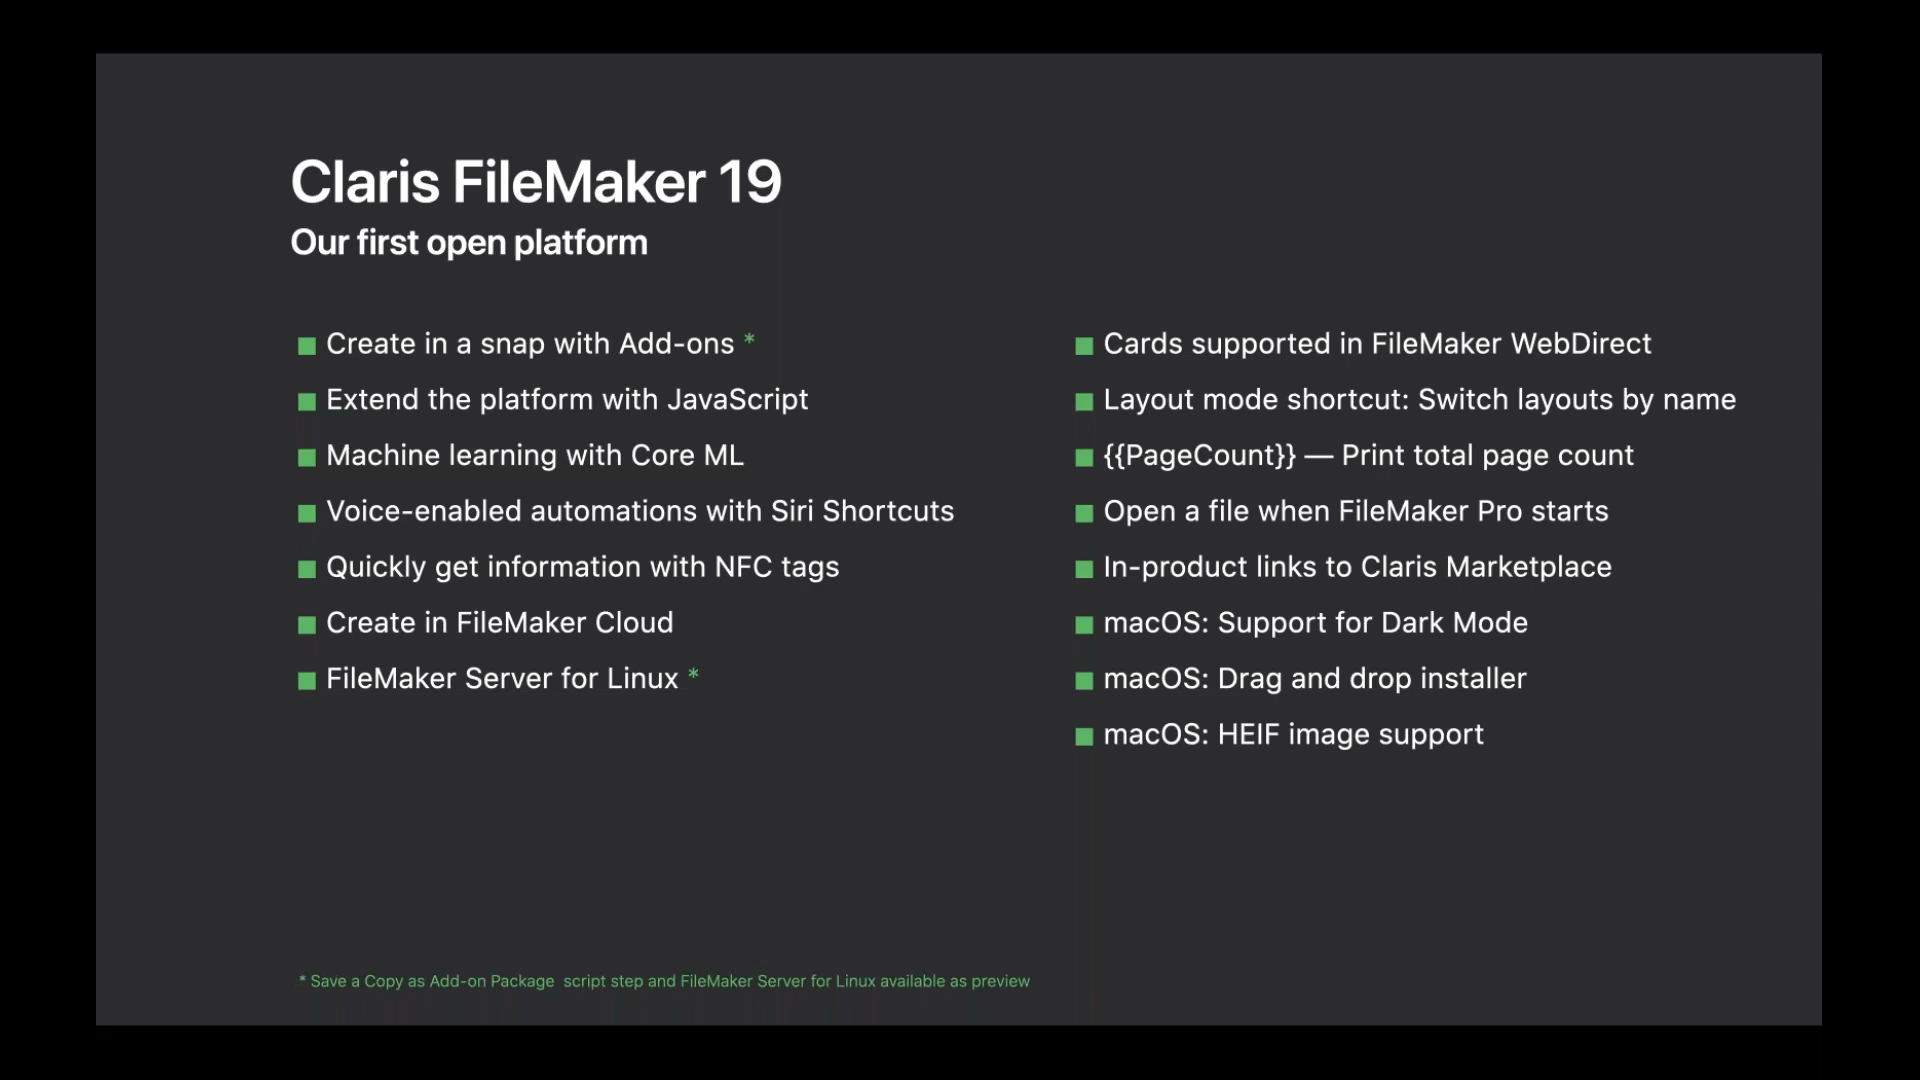 Claris FileMaker 19
Our first open platform
Create in a snap with Add-ons *
Extend the platform with JavaScript
Machine learning with Core ML
Voice-enabled automations with Siri Shortcuts
Quickly get information with NFC tags
Create in FileMaker Cloud
FileMaker Server for Linux *
Cards supported in FileMaker WebDirect
Layout mode shortcut: Switch layouts by name
{{PageCount}} — Print total page count
Open a file when FileMaker Pro starts
In-product links to Claris Marketplace
macOS: Support for Dark Mode
macOS: Drag and drop installer
macOS: HEIF image support
* Save a Copy as Add-on Package  script step and FileMaker Server for Linux available as preview